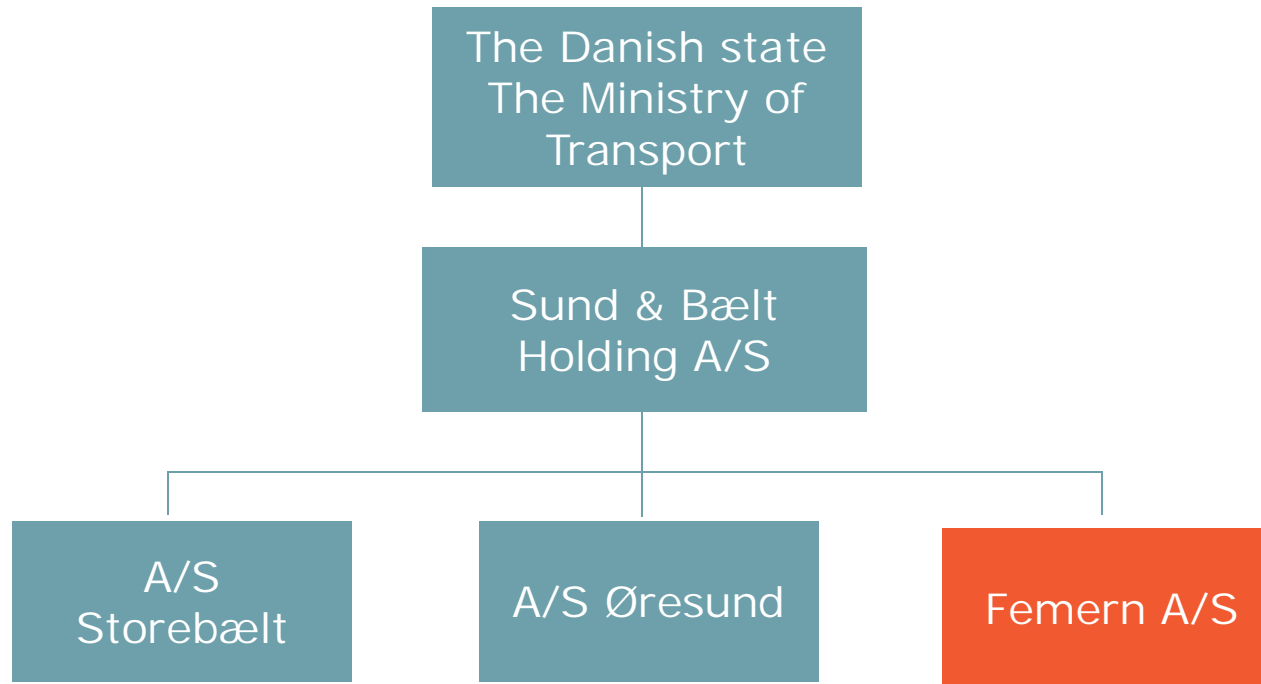 The Danish state
The Ministry of
Transport
Sund & Bælt
Holding A/S
A/S
Storebælt
A/S Øresund
Femern A/S